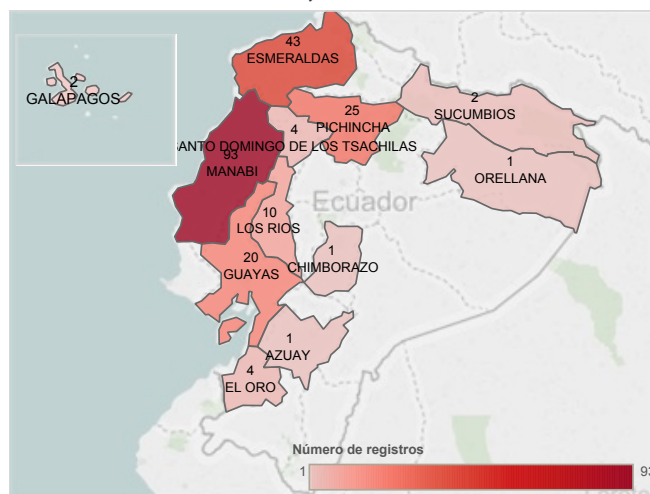 43
ESMERALDAS
2
GALAPAGOS
2
SUCUMBIOS
25
PICHINCHA
4
SANTO DOMINGO DE LOS TSACHILAS
93
MANABI
1
ORELLANA
Ecuador
10
LOS RIOS
20
GUAYAS
1
CHIMBORAZO
1
AZUAY
4
EL ORO
Número de registros
1
93